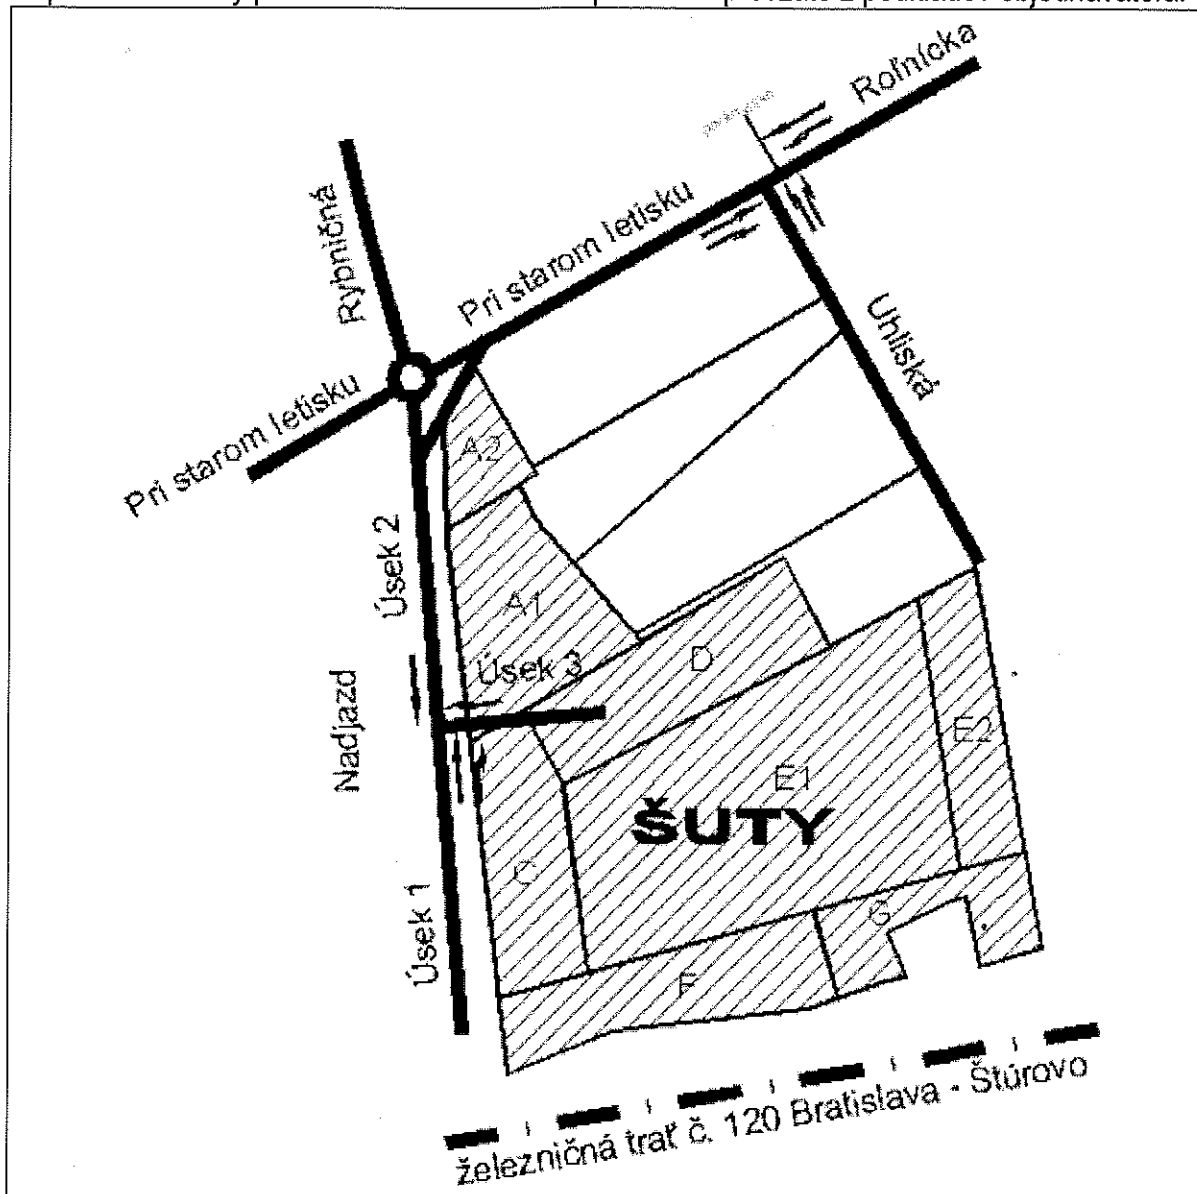 Roľnícka
Rybničná
Pri starom letisku
Uhliská
Pri starom letisku
A2
Úsek 2
A1
Úsek 3
D
Nadjazd
E2
E1
ŠUTY
C
Úsek 1
G
F
železničná trať č. 120 Bratislava - Štúrovo